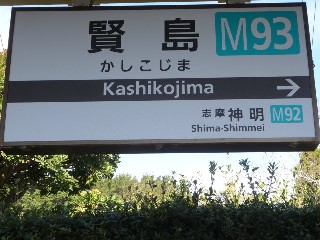 賢島 M93
かしこじま
Kashikojima →
志摩神明 M92
Shima-Shimmei